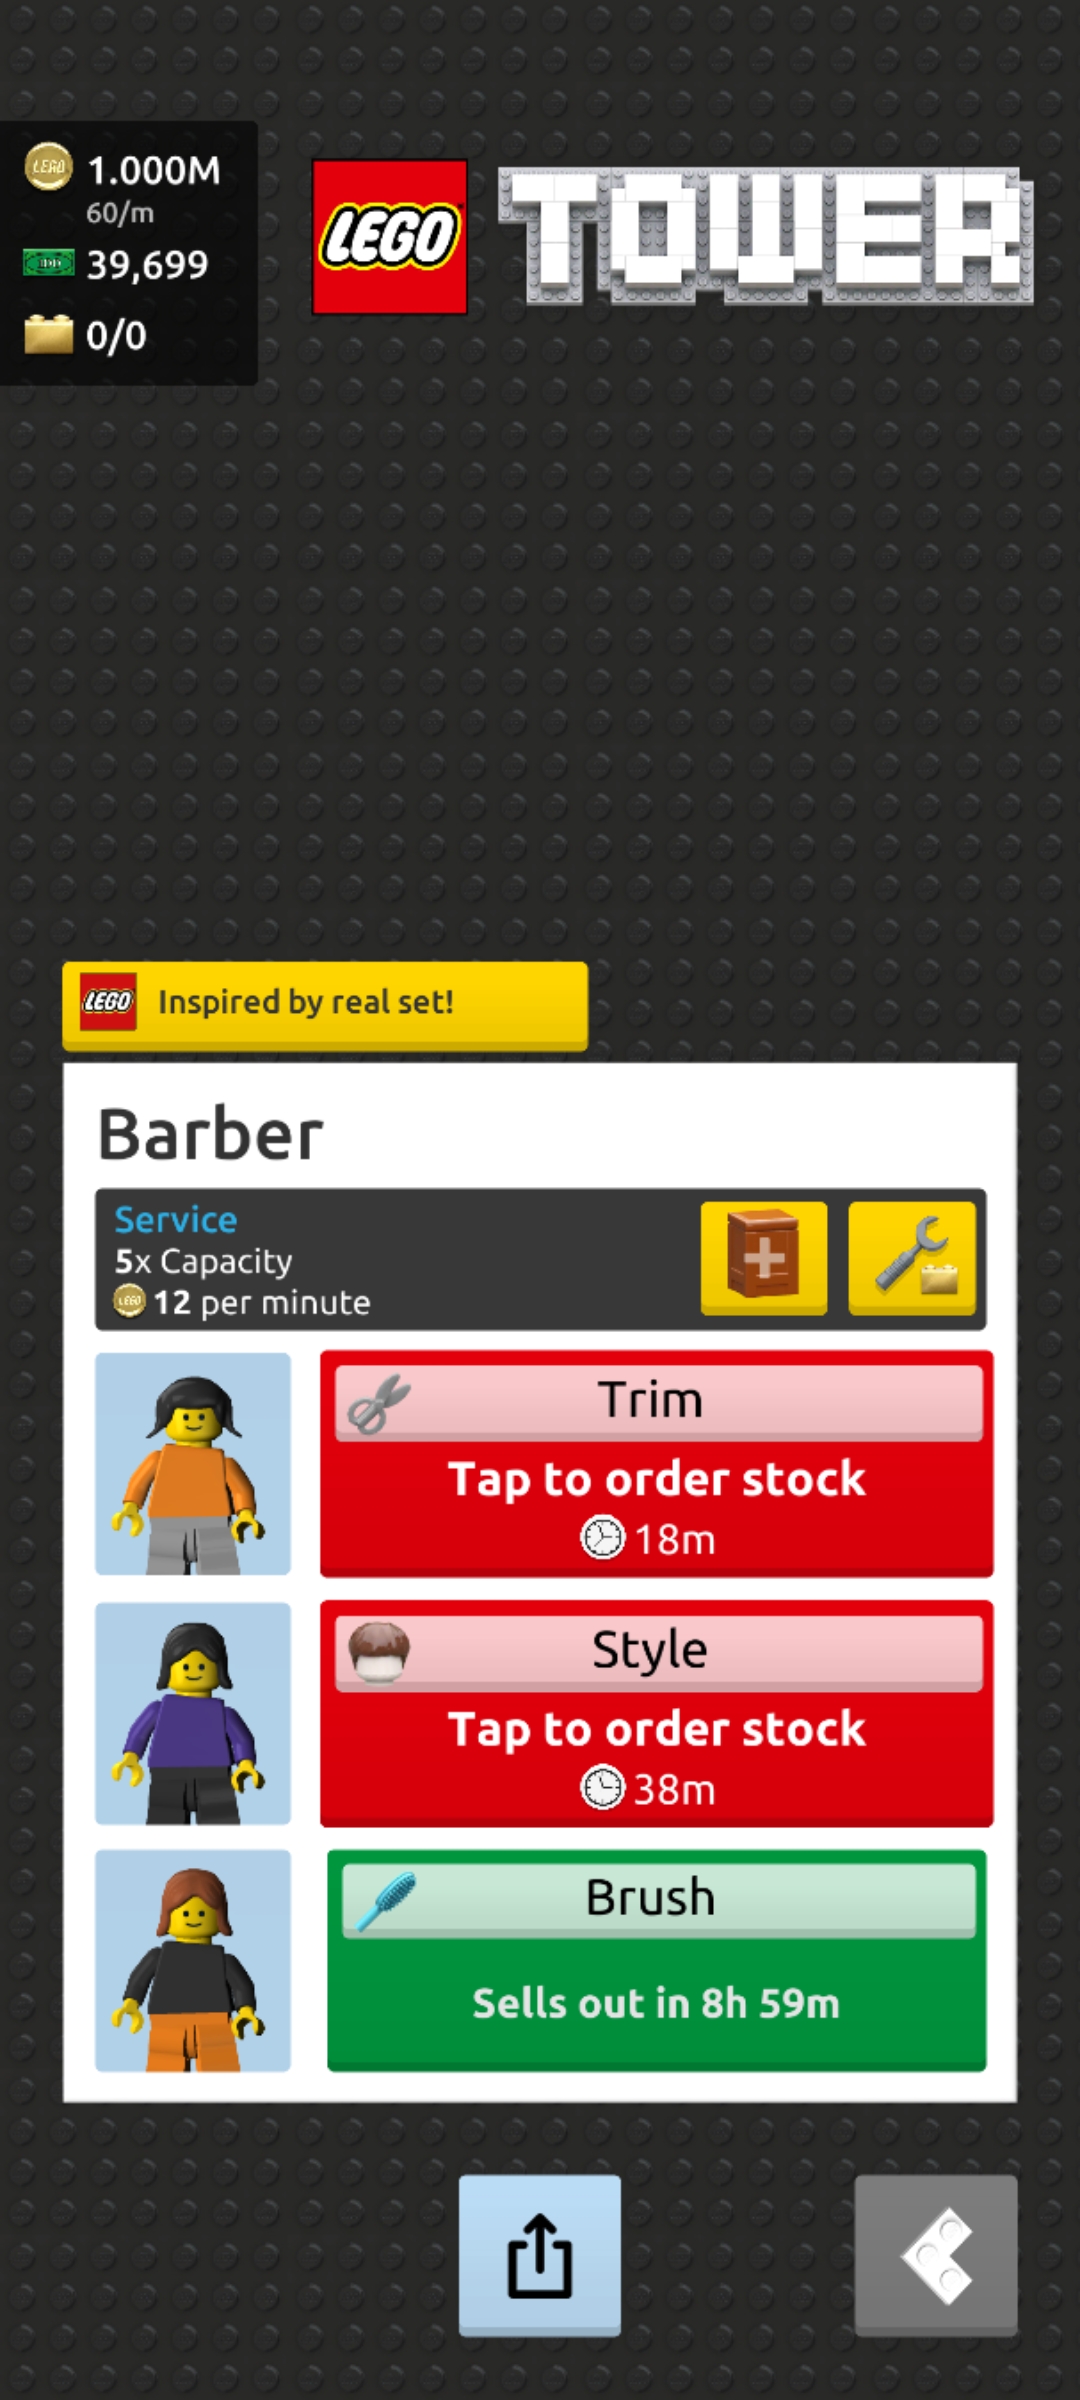 1.000M
60/m
39,699
0/0
LEGO
TOWER
LEGO Inspired by real set!
Barber
Service
5x Capacity
12 per minute
Trim
Tap to order stock
18m
Style
Tap to order stock
38m
Brush
Sells out in 8h 59m